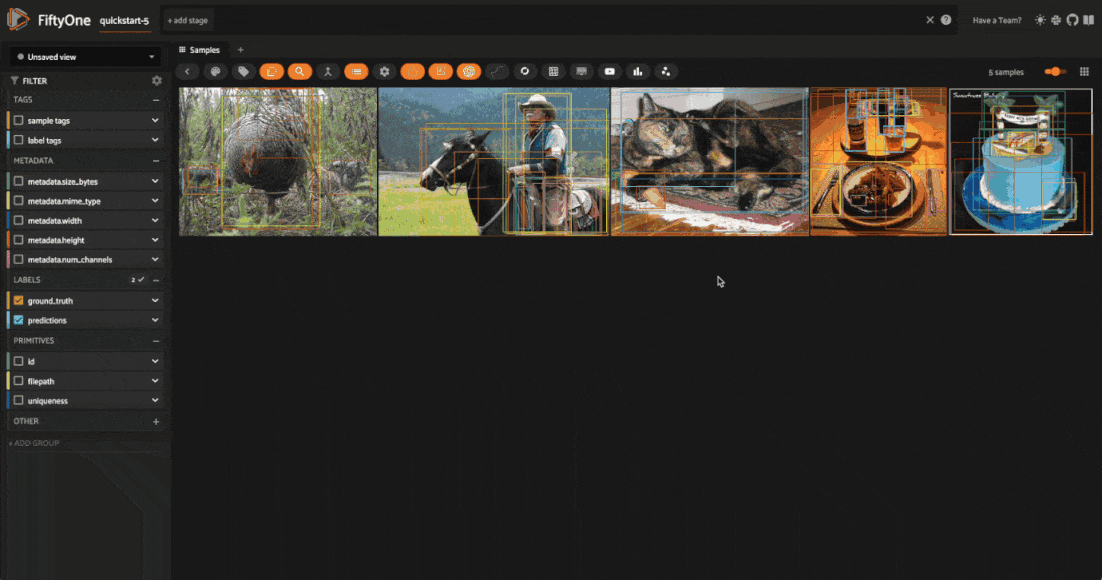 FiftyOne quickstart-5 + add stage Have a Team?
Unsaved view
Samples +
5 samples
FILTER
TAGS
sample tags
label tags
METADATA
metadata.size_bytes
metadata.mime_type
metadata.width
metadata.height
metadata.num_channels
LABELS 2
ground_truth
predictions
PRIMITIVES
id
filepath
uniqueness
OTHER
+ ADD GROUP